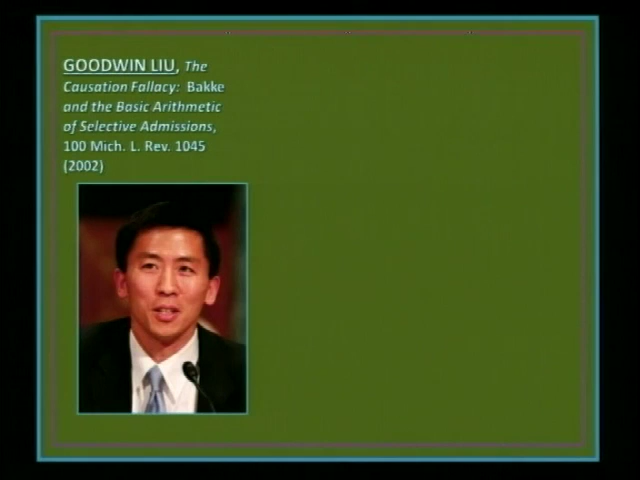 GOODWIN LIU, The
Causation Fallacy: Bakke
and the Basic Arithmetic
of Selective Admissions,
100 Mich. L. Rev. 1045
(2002)